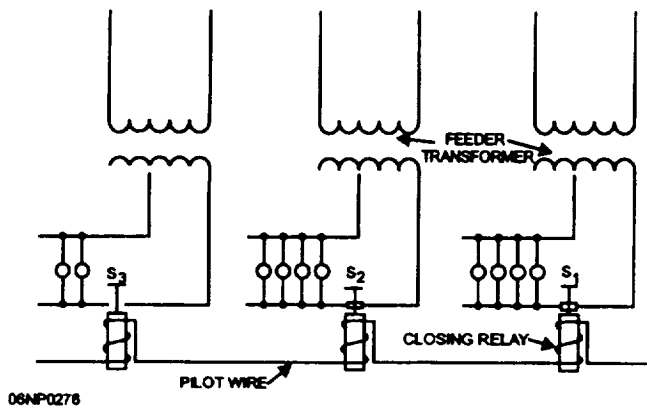 FEEDER
TRANSFORMER
S3
S2
S1
CLOSING RELAY
PILOT WIRE
06NP0276